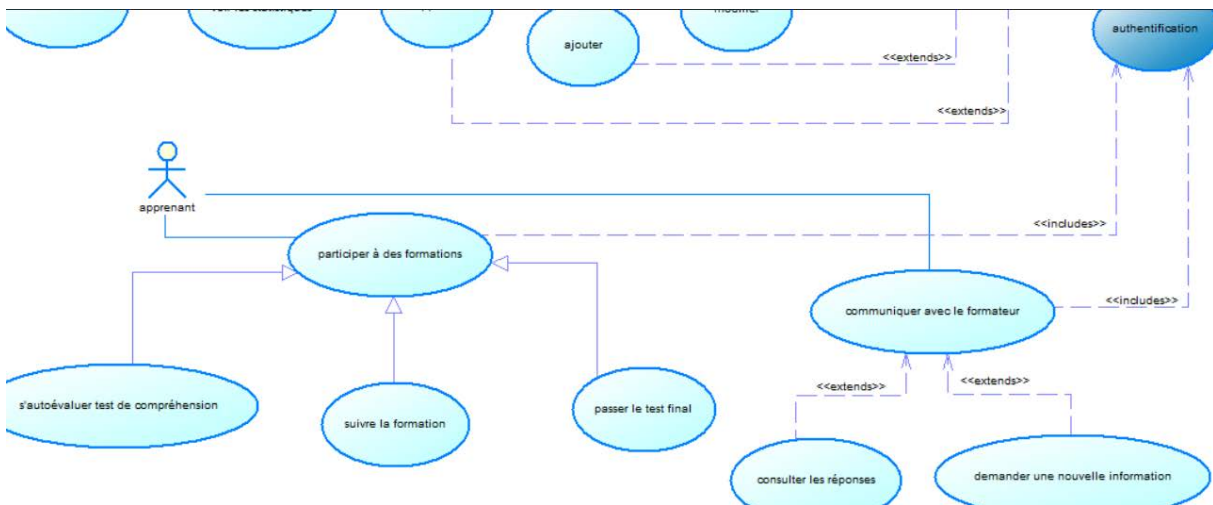 authentification
ajouter
<<extends>>
<<extends>>
apprenant
<<includes>>
participer à des formations
<<includes>>
communiquer avec le formateur
<<extends>>
<<extends>>
s'autoévaluer test de compréhension
passer le test final
suivre la formation
consulter les réponses
demander une nouvelle information